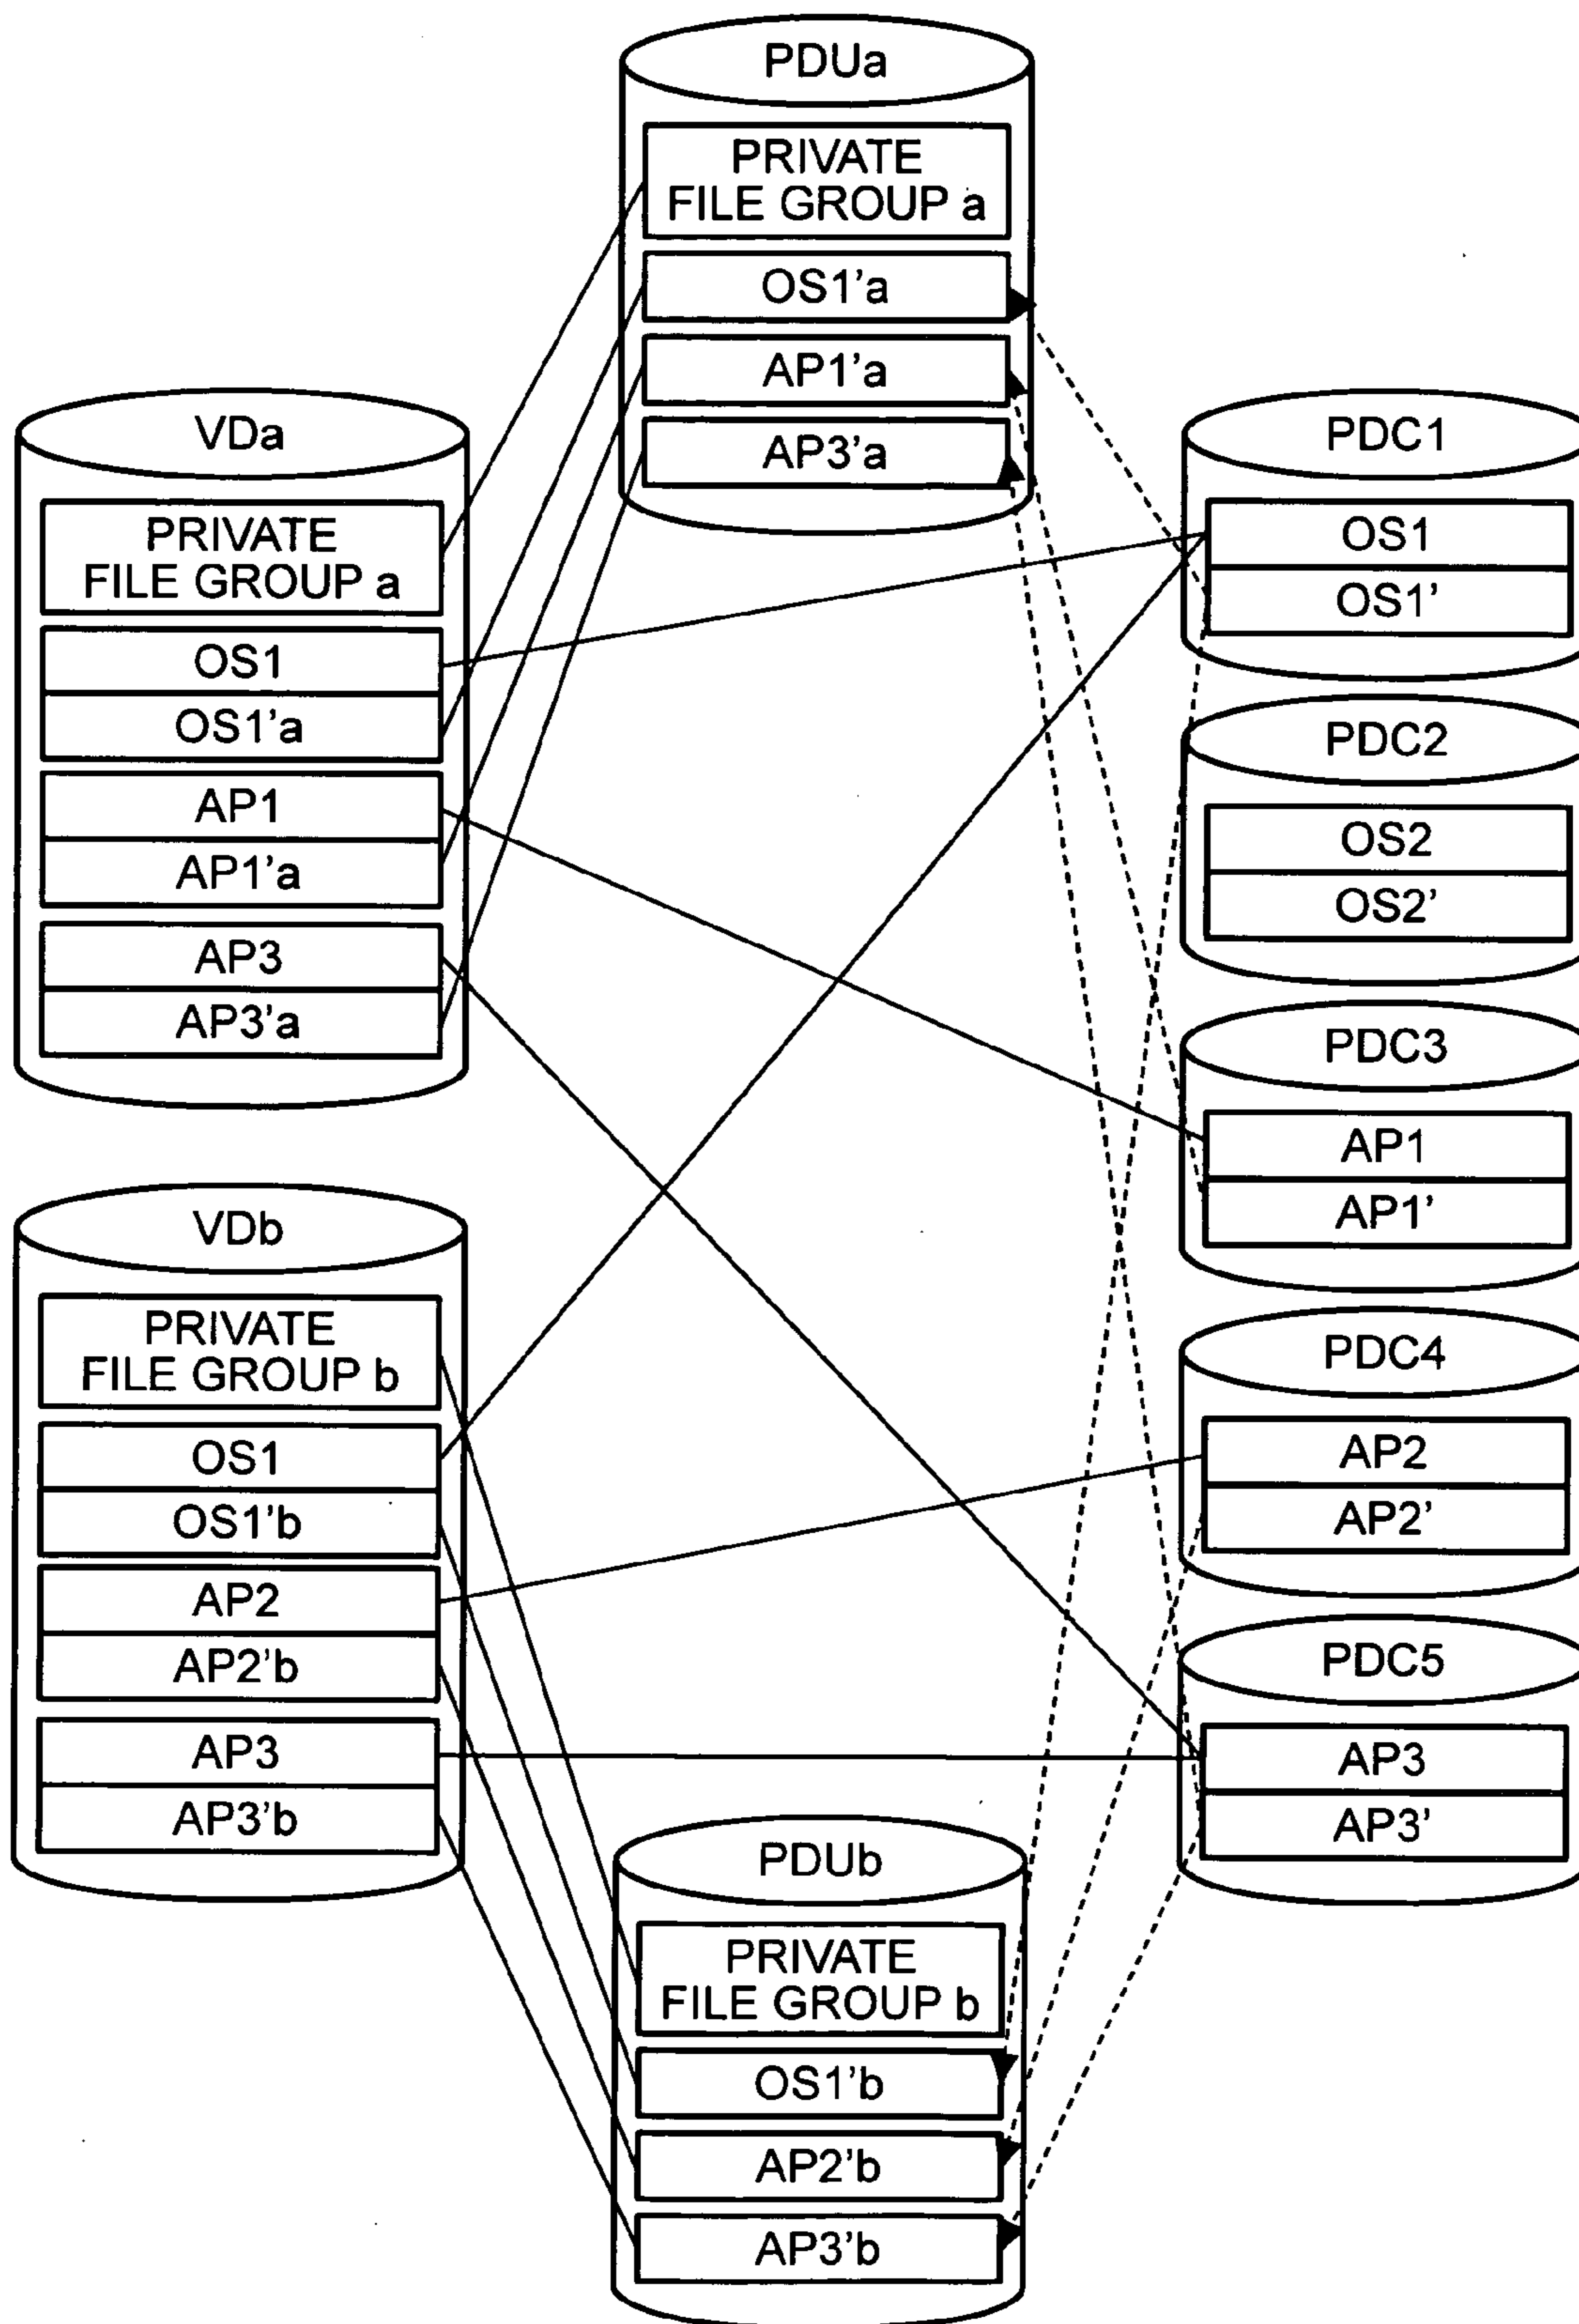 PDUa
PRIVATE
FILE GROUP a
OS1'a
AP1'a
AP3'a
VDa
PRIVATE
FILE GROUP a
OS1
OS1'a
AP1
AP1'a
AP3
AP3'a
VDb
PRIVATE
FILE GROUP b
OS1
OS1'b
AP2
AP2'b
AP3
AP3'b
PDUb
PRIVATE
FILE GROUP b
OS1'b
AP2'b
AP3'b
PDC1
OS1
OS1'
PDC2
OS2
OS2'
PDC3
AP1
AP1'
PDC4
AP2
AP2'
PDC5
AP3
AP3'